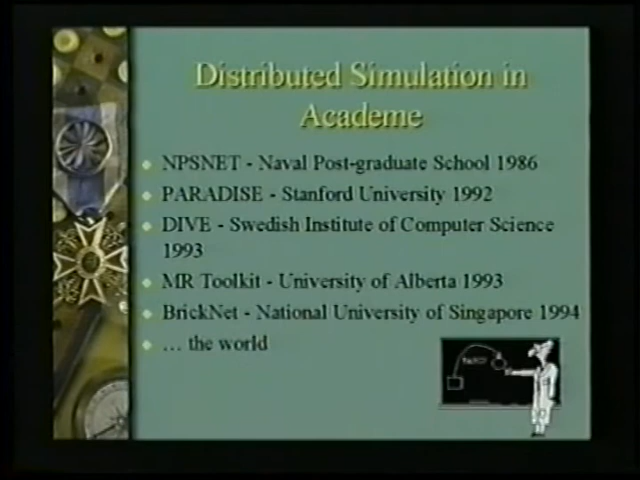 Distributed Simulation in
Academe
NPSNET - Naval Post-graduate School 1986
PARADISE - Stanford University 1992
DIVE - Swedish Institute of Computer Science
1993
MR Toolkit - University of Alberta 1993
BrickNet - National University of Singapore 1994
... the world